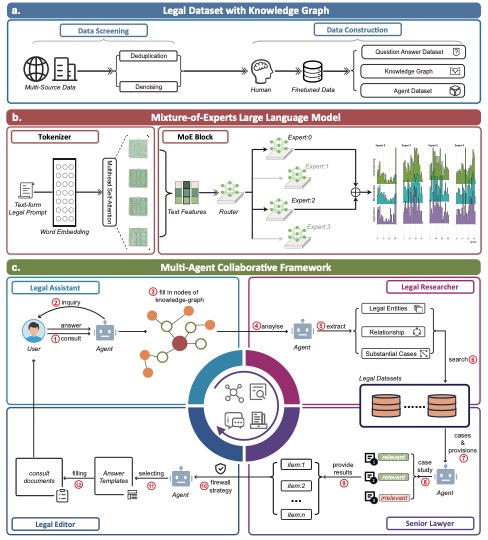 a. Legal Dataset with Knowledge Graph
Data Screening
Data Construction
Multi-Source Data
Deduplication
Denoising
Human
Finetuned Data
Question Answer Dataset
Knowledge Graph
Agent Dataset
b. Mixture-of-Experts Large Language Model
Tokenizer
MoE Block
Text-form
Legal Prompt
Word Embedding
Multihead Self-Attention
Text Features
Router
Expert:0
Expert:1
Expert:2
Expert:3
c. Multi-Agent Collaborative Framework
Legal Assistant
Legal Researcher
② inquiry
answer
① consult
User
Agent
③ fill in nodes of
knowledge-graph
④ anaylse
Agent
⑤ extract
Legal Entities
Relationship
Substantial Cases
search ⑥
Legal Datasets
cases
&
provisions
⑦
Agent
case
study
⑧
relevant
relevant
irrelevant
provide
results
⑨
item:1
item:2
...
item:n
firewall
⑩ strategy
Agent
selecting
⑪
Answer
Templates
filling
⑫
consult
documents
Legal Editor
Senior Lawyer